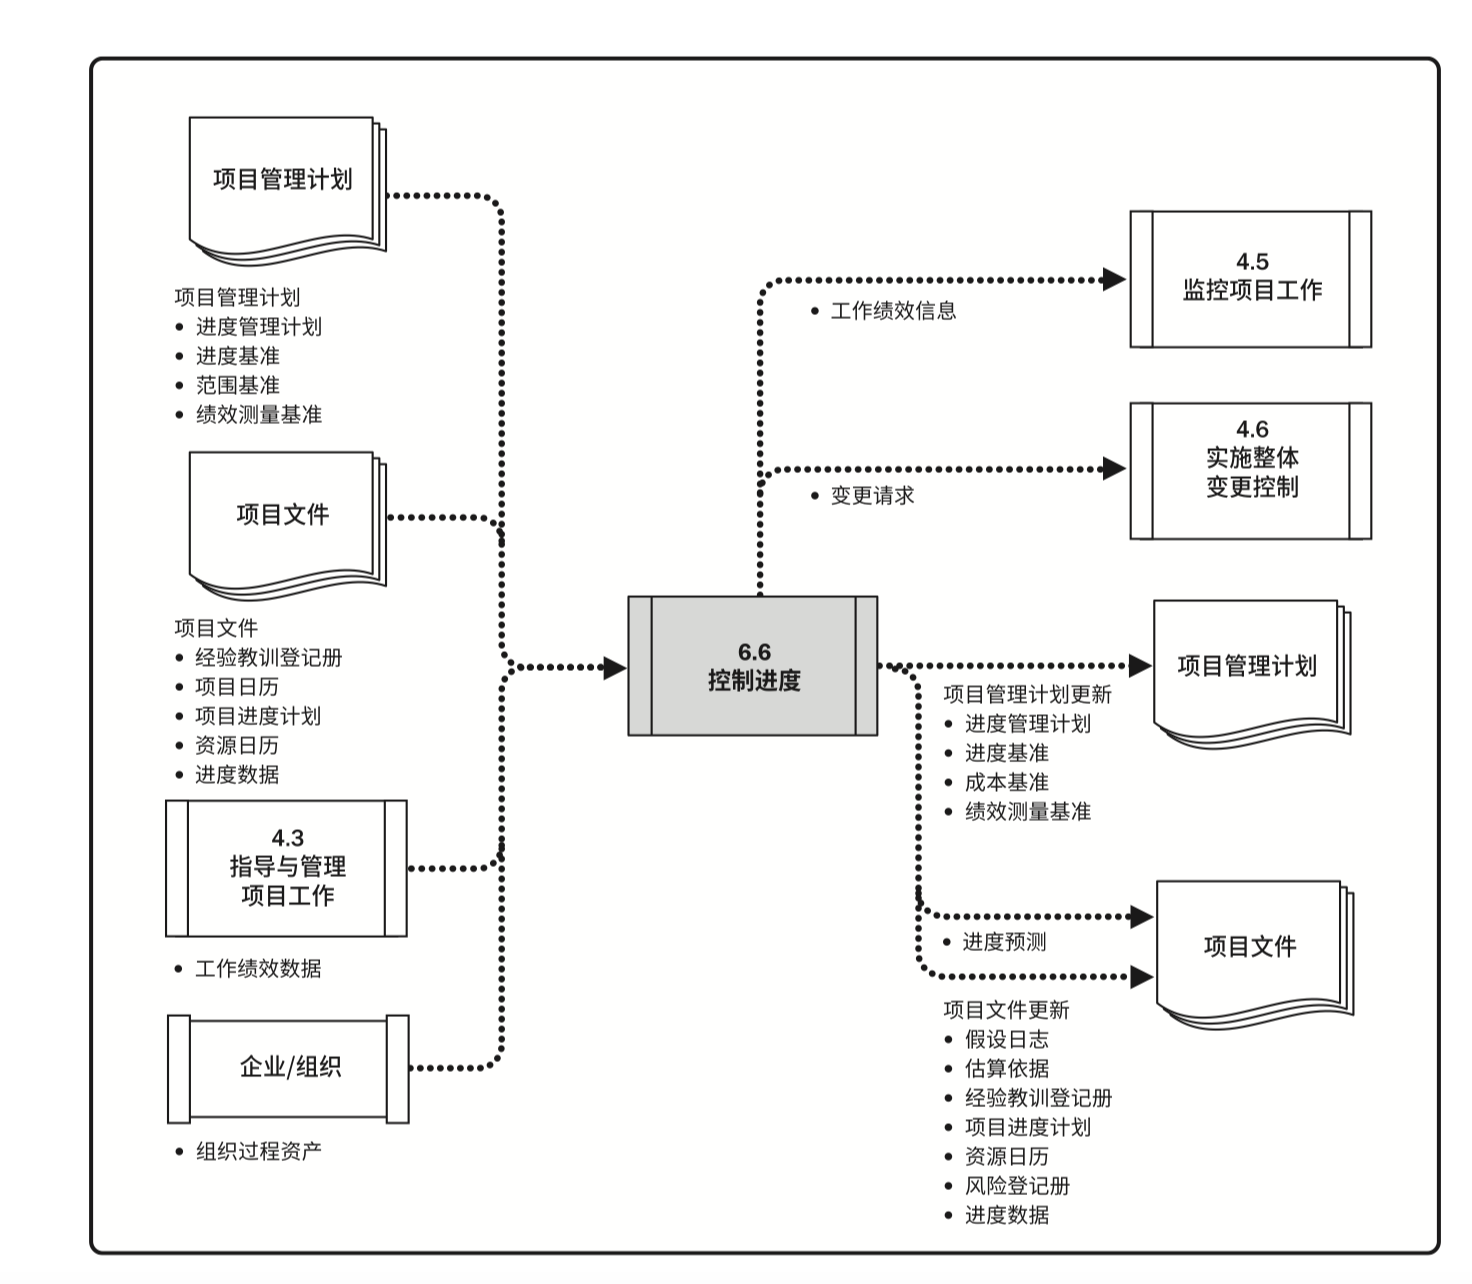 项目管理计划
项目管理计划
• 进度管理计划
• 进度基准
• 范围基准
• 绩效测量基准
项目文件
项目文件
• 经验教训登记册
• 项目日历
• 项目进度计划
• 资源日历
• 进度数据
4.3
指导与管理
项目工作
• 工作绩效数据
企业/组织
• 组织过程资产
6.6
控制进度
4.5
监控项目工作
• 工作绩效信息
4.6
实施整体
变更控制
• 变更请求
项目管理计划
项目管理计划更新
• 进度管理计划
• 进度基准
• 成本基准
• 绩效测量基准
项目文件
• 进度预测
项目文件更新
• 假设日志
• 估算依据
• 经验教训登记册
• 项目进度计划
• 资源日历
• 风险登记册
• 进度数据